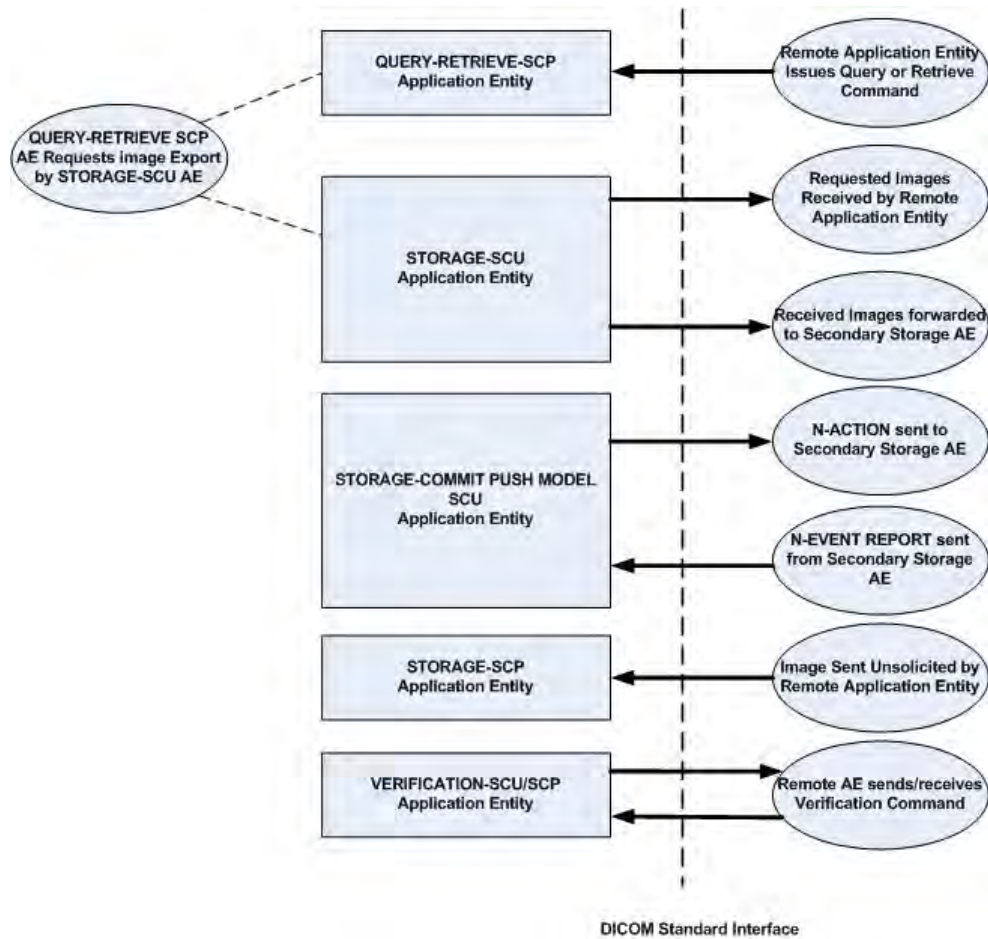 QUERY-RETRIEVE-SCP
Application Entity
Remote Application Entity
Issues Query or Retrieve
Command
QUERY-RETRIEVE SCP
AE Requests image Export
by STORAGE-SCU AE
Requested Images
Received by Remote
Application Entity
STORAGE-SCU
Application Entity
Received Images forwarded
to Secondary Storage AE
N-ACTION sent to
Secondary Storage AE
STORAGE-COMMIT PUSH MODEL
SCU
Application Entity
N-EVENT REPORT sent
from Secondary Storage
AE
STORAGE-SCP
Application Entity
Image Sent Unsolicited by
Remote Application Entity
VERIFICATION-SCU/SCP
Application Entity
Remote AE sends/receives
Verification Command
DICOM Standard Interface